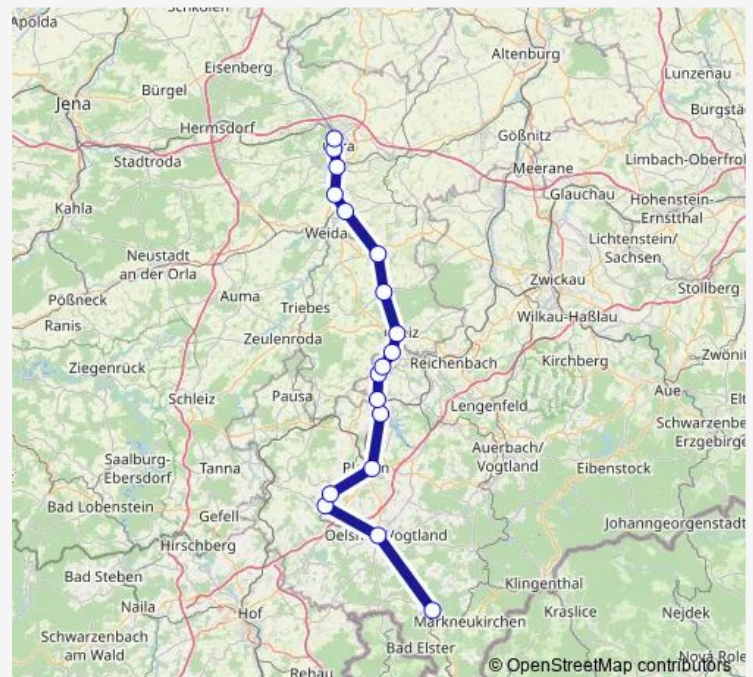 Apolda
Altenburg
Eisenberg
Lunzenau
Bürgel
Jena
Burgsta
Hermsdorf
Gößnitz
Stadtroda
Limbach-Oberfro
Meerane
Glauchau
Hohenstein-
Ernstthal
Kahla
Weida
Lichtenstein/
Sachsen
Neustadt
an der Orla
Zwickau
Stollberg
Auma
Pößneck
Triebes
Wilkau-Haßlau
Ranis
Zeulenroda
Reichenbach
Kirchberg
Zwönit
Ziegenrück
Aue
Schleiz
Pausa
Lengenfeld
Schwarzenbe
Erzgebirge
Auerbach/
Vogtland
Saalburg-
Ebersdorf
Tanna
Eibenstock
Bad Lobenstein
Gefell
Johanngeorgenstadt
Hirschberg
Vogtland
Bad Steben
Klingenthal
Naila
Hof
Markneukirchen
Kraslice
Nejdek
Schwarzenbach
am Wald
Bad Elster
Nová Role
Rehau
© OpenStreetMap contributors